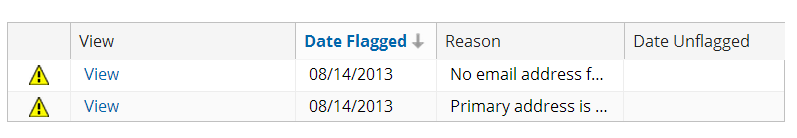 View Date Flagged Reason Date Unflagged
View 08/14/2013 No email address f...
View 08/14/2013 Primary address is ...